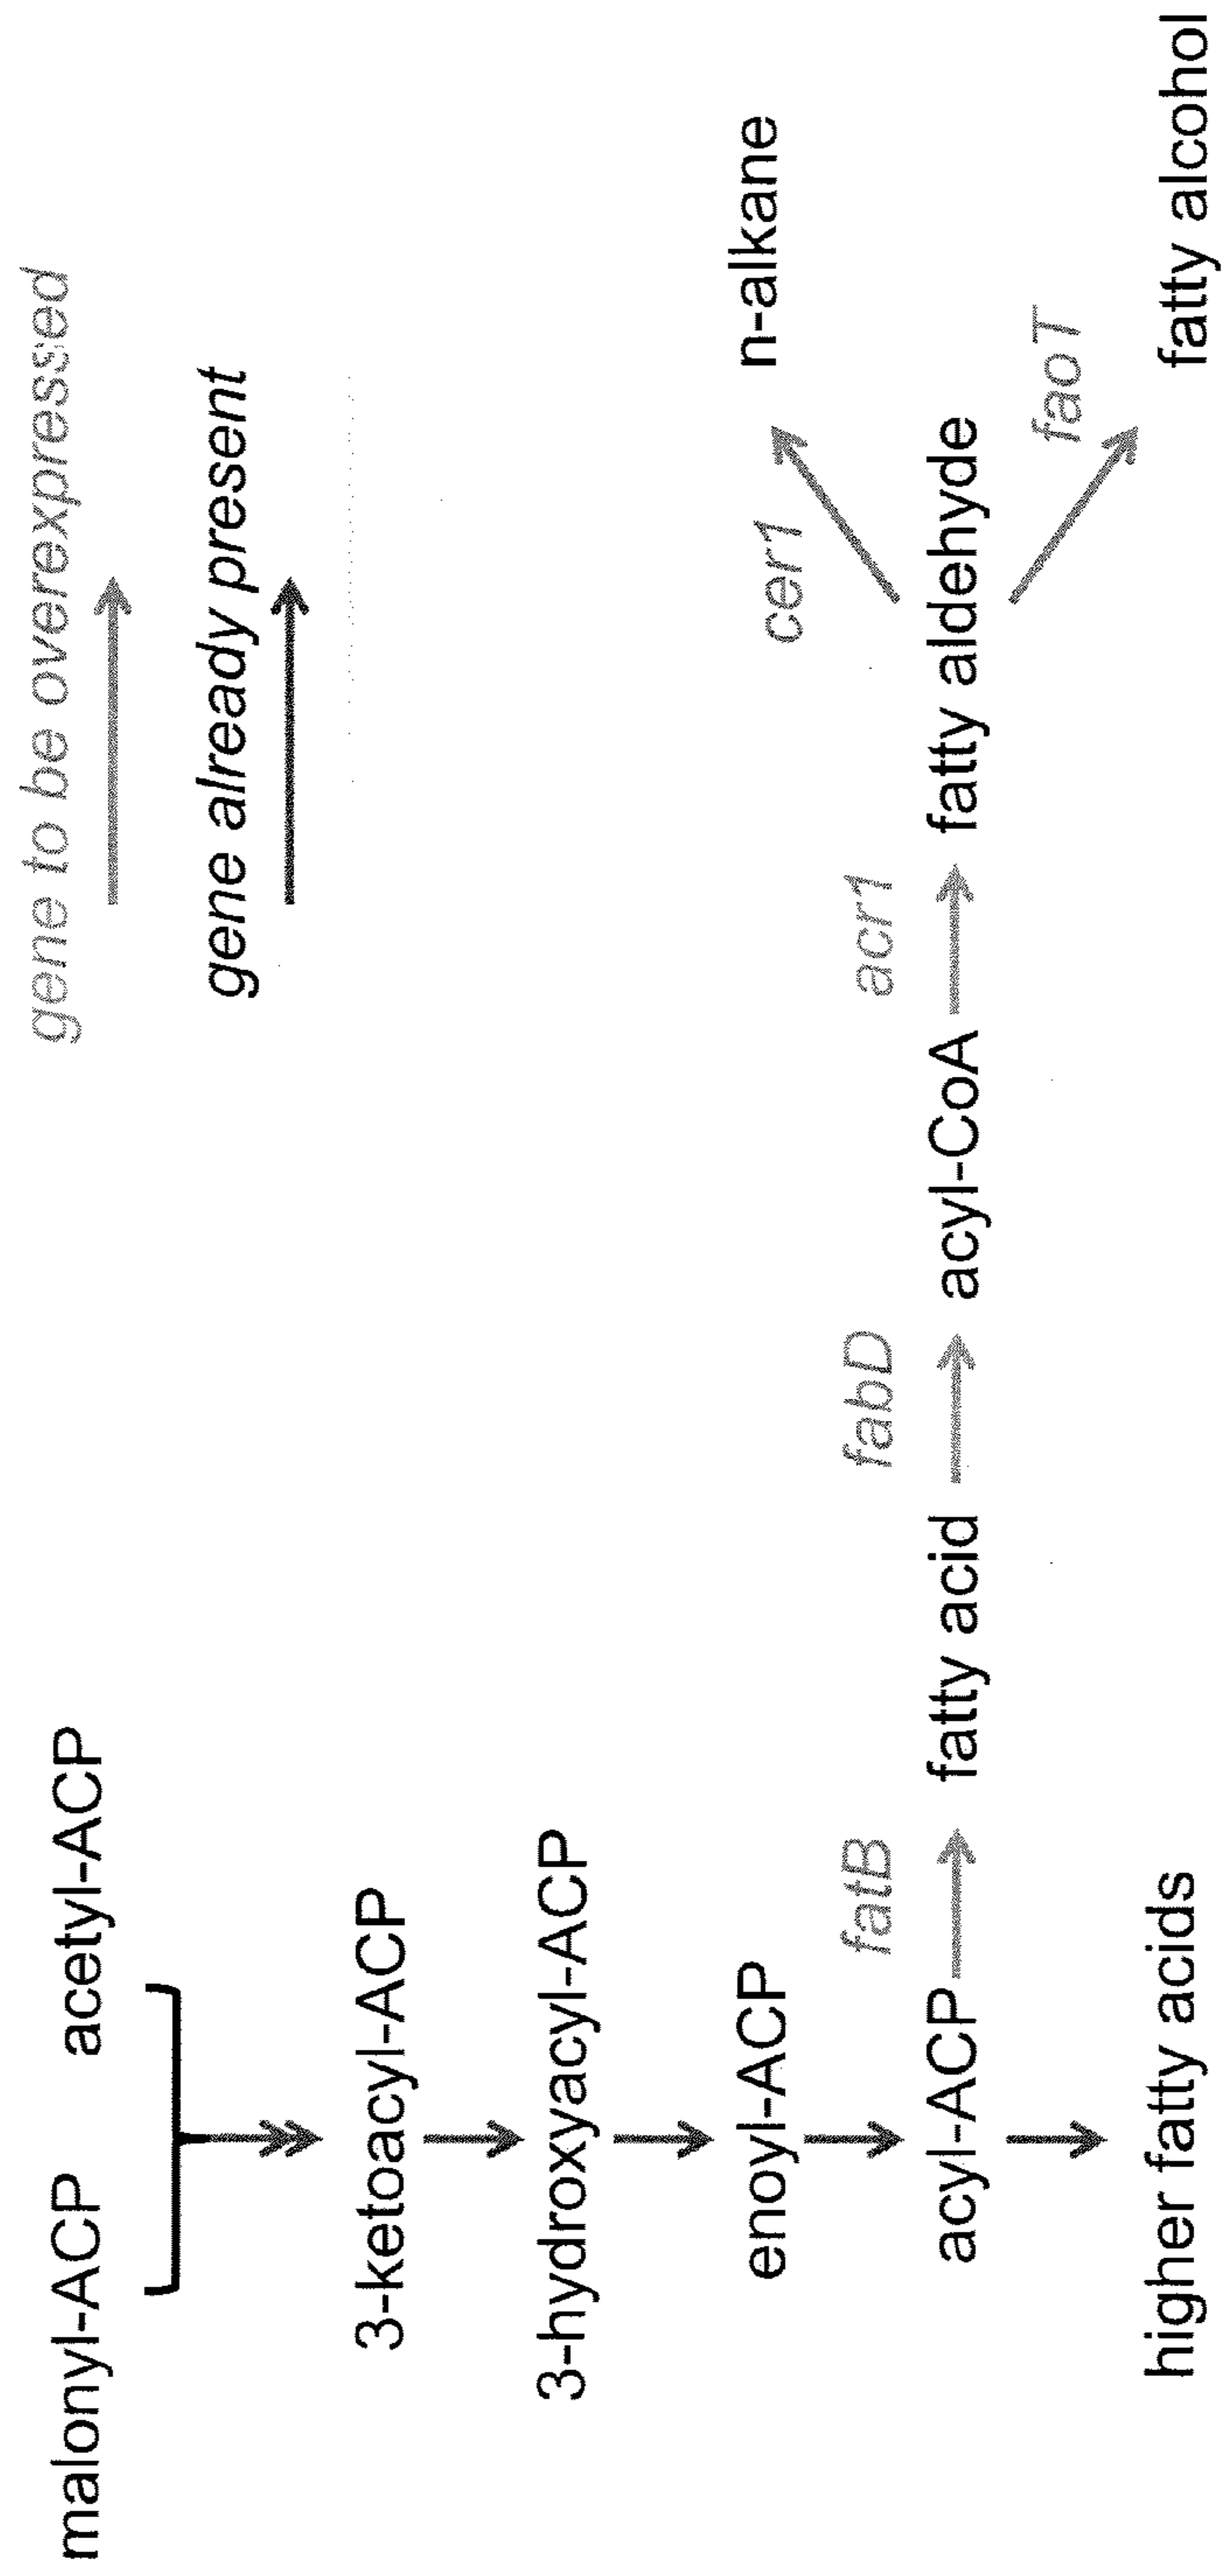 gene to be overexpressed
gene already present
malonyl-ACP
acetyl-ACP
3-ketoacyl-ACP
3-hydroxyacyl-ACP
enoyl-ACP
acyl-ACP
higher fatty acids
fatB
fatty acid
fabD
acyl-CoA
acr1
fatty aldehyde
cer1
n-alkane
faoT
fatty alcohol